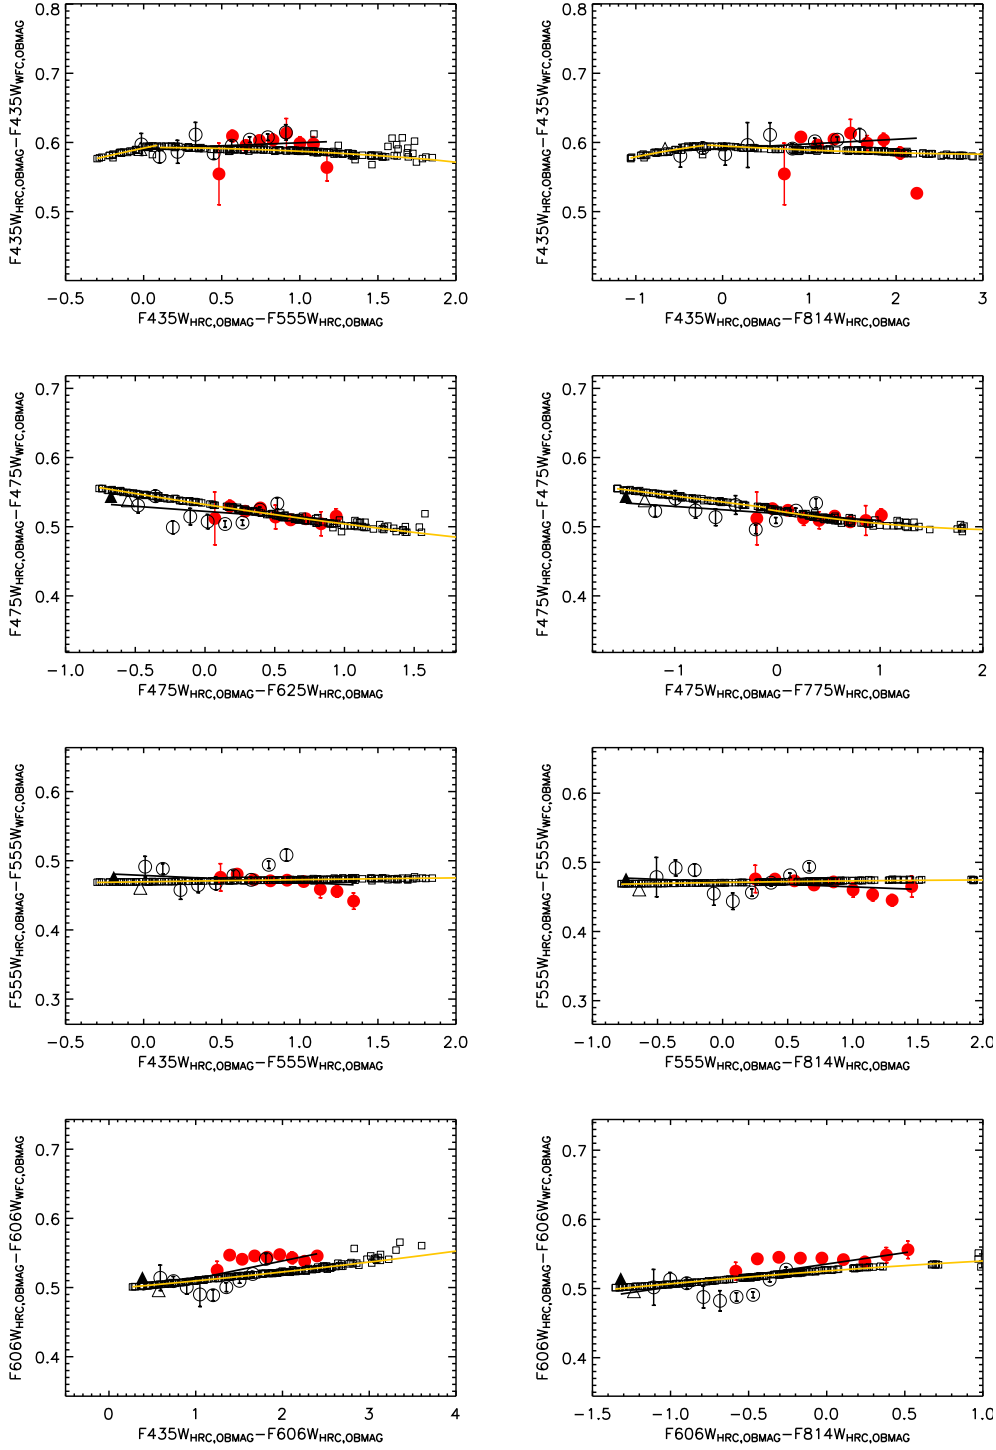 F435W_HRC,OBMAG−F435W_WFC,OBMAG
0.8
0.7
0.6
0.5
−0.5 0.0 0.5 1.0 1.5 2.0
F435W_HRC,OBMAG−F555W_HRC,OBMAG
F435W_HRC,OBMAG−F435W_WFC,OBMAG
0.8
0.7
0.6
0.5
−1 0 1 2 3
F435W_HRC,OBMAG−F814W_HRC,OBMAG
F475W_HRC,OBMAG−F475W_WFC,OBMAG
0.7
0.6
0.5
0.4
−1.0 −0.5 0.0 0.5 1.0 1.5
F475W_HRC,OBMAG−F625W_HRC,OBMAG
F475W_HRC,OBMAG−F475W_WFC,OBMAG
0.7
0.6
0.5
0.4
−1 0 1 2
F475W_HRC,OBMAG−F775W_HRC,OBMAG
F555W_HRC,OBMAG−F555W_WFC,OBMAG
0.6
0.5
0.4
0.3
−0.5 0.0 0.5 1.0 1.5 2.0
F435W_HRC,OBMAG−F555W_HRC,OBMAG
F555W_HRC,OBMAG−F555W_WFC,OBMAG
0.6
0.5
0.4
0.3
−1.0 −0.5 0.0 0.5 1.0 1.5 2.0
F555W_HRC,OBMAG−F814W_HRC,OBMAG
F606W_HRC,OBMAG−F606W_WFC,OBMAG
0.7
0.6
0.5
0.4
0 1 2 3 4
F435W_HRC,OBMAG−F606W_HRC,OBMAG
F606W_HRC,OBMAG−F606W_WFC,OBMAG
0.7
0.6
0.5
0.4
−1.5 −1.0 −0.5 0.0 0.5 1.0
F606W_HRC,OBMAG−F814W_HRC,OBMAG